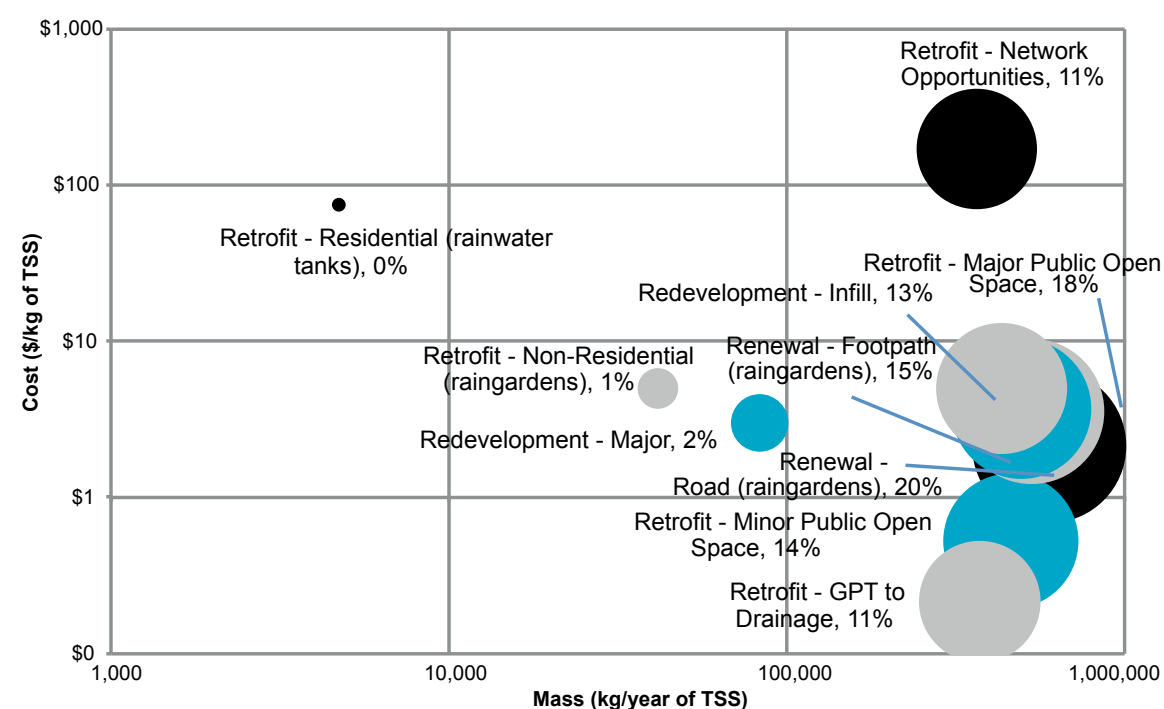 $1,000
Retrofit - Network
Opportunities, 11%
$100
Retrofit - Residential (rainwater
tanks), 0%
Retrofit - Major Public Open
Space, 18%
Redevelopment - Infill, 13%
$10
Renewal - Footpath
(raingardens), 15%
Retrofit - Non-Residential
(raingardens), 1%
Redevelopment - Major, 2%
Renewal -
Road (raingardens), 20%
$1
Retrofit - Minor Public Open
Space, 14%
Retrofit - GPT to
Drainage, 11%
$0
Cost ($/kg of TSS)
1,000
10,000
100,000
1,000,000
Mass (kg/year of TSS)